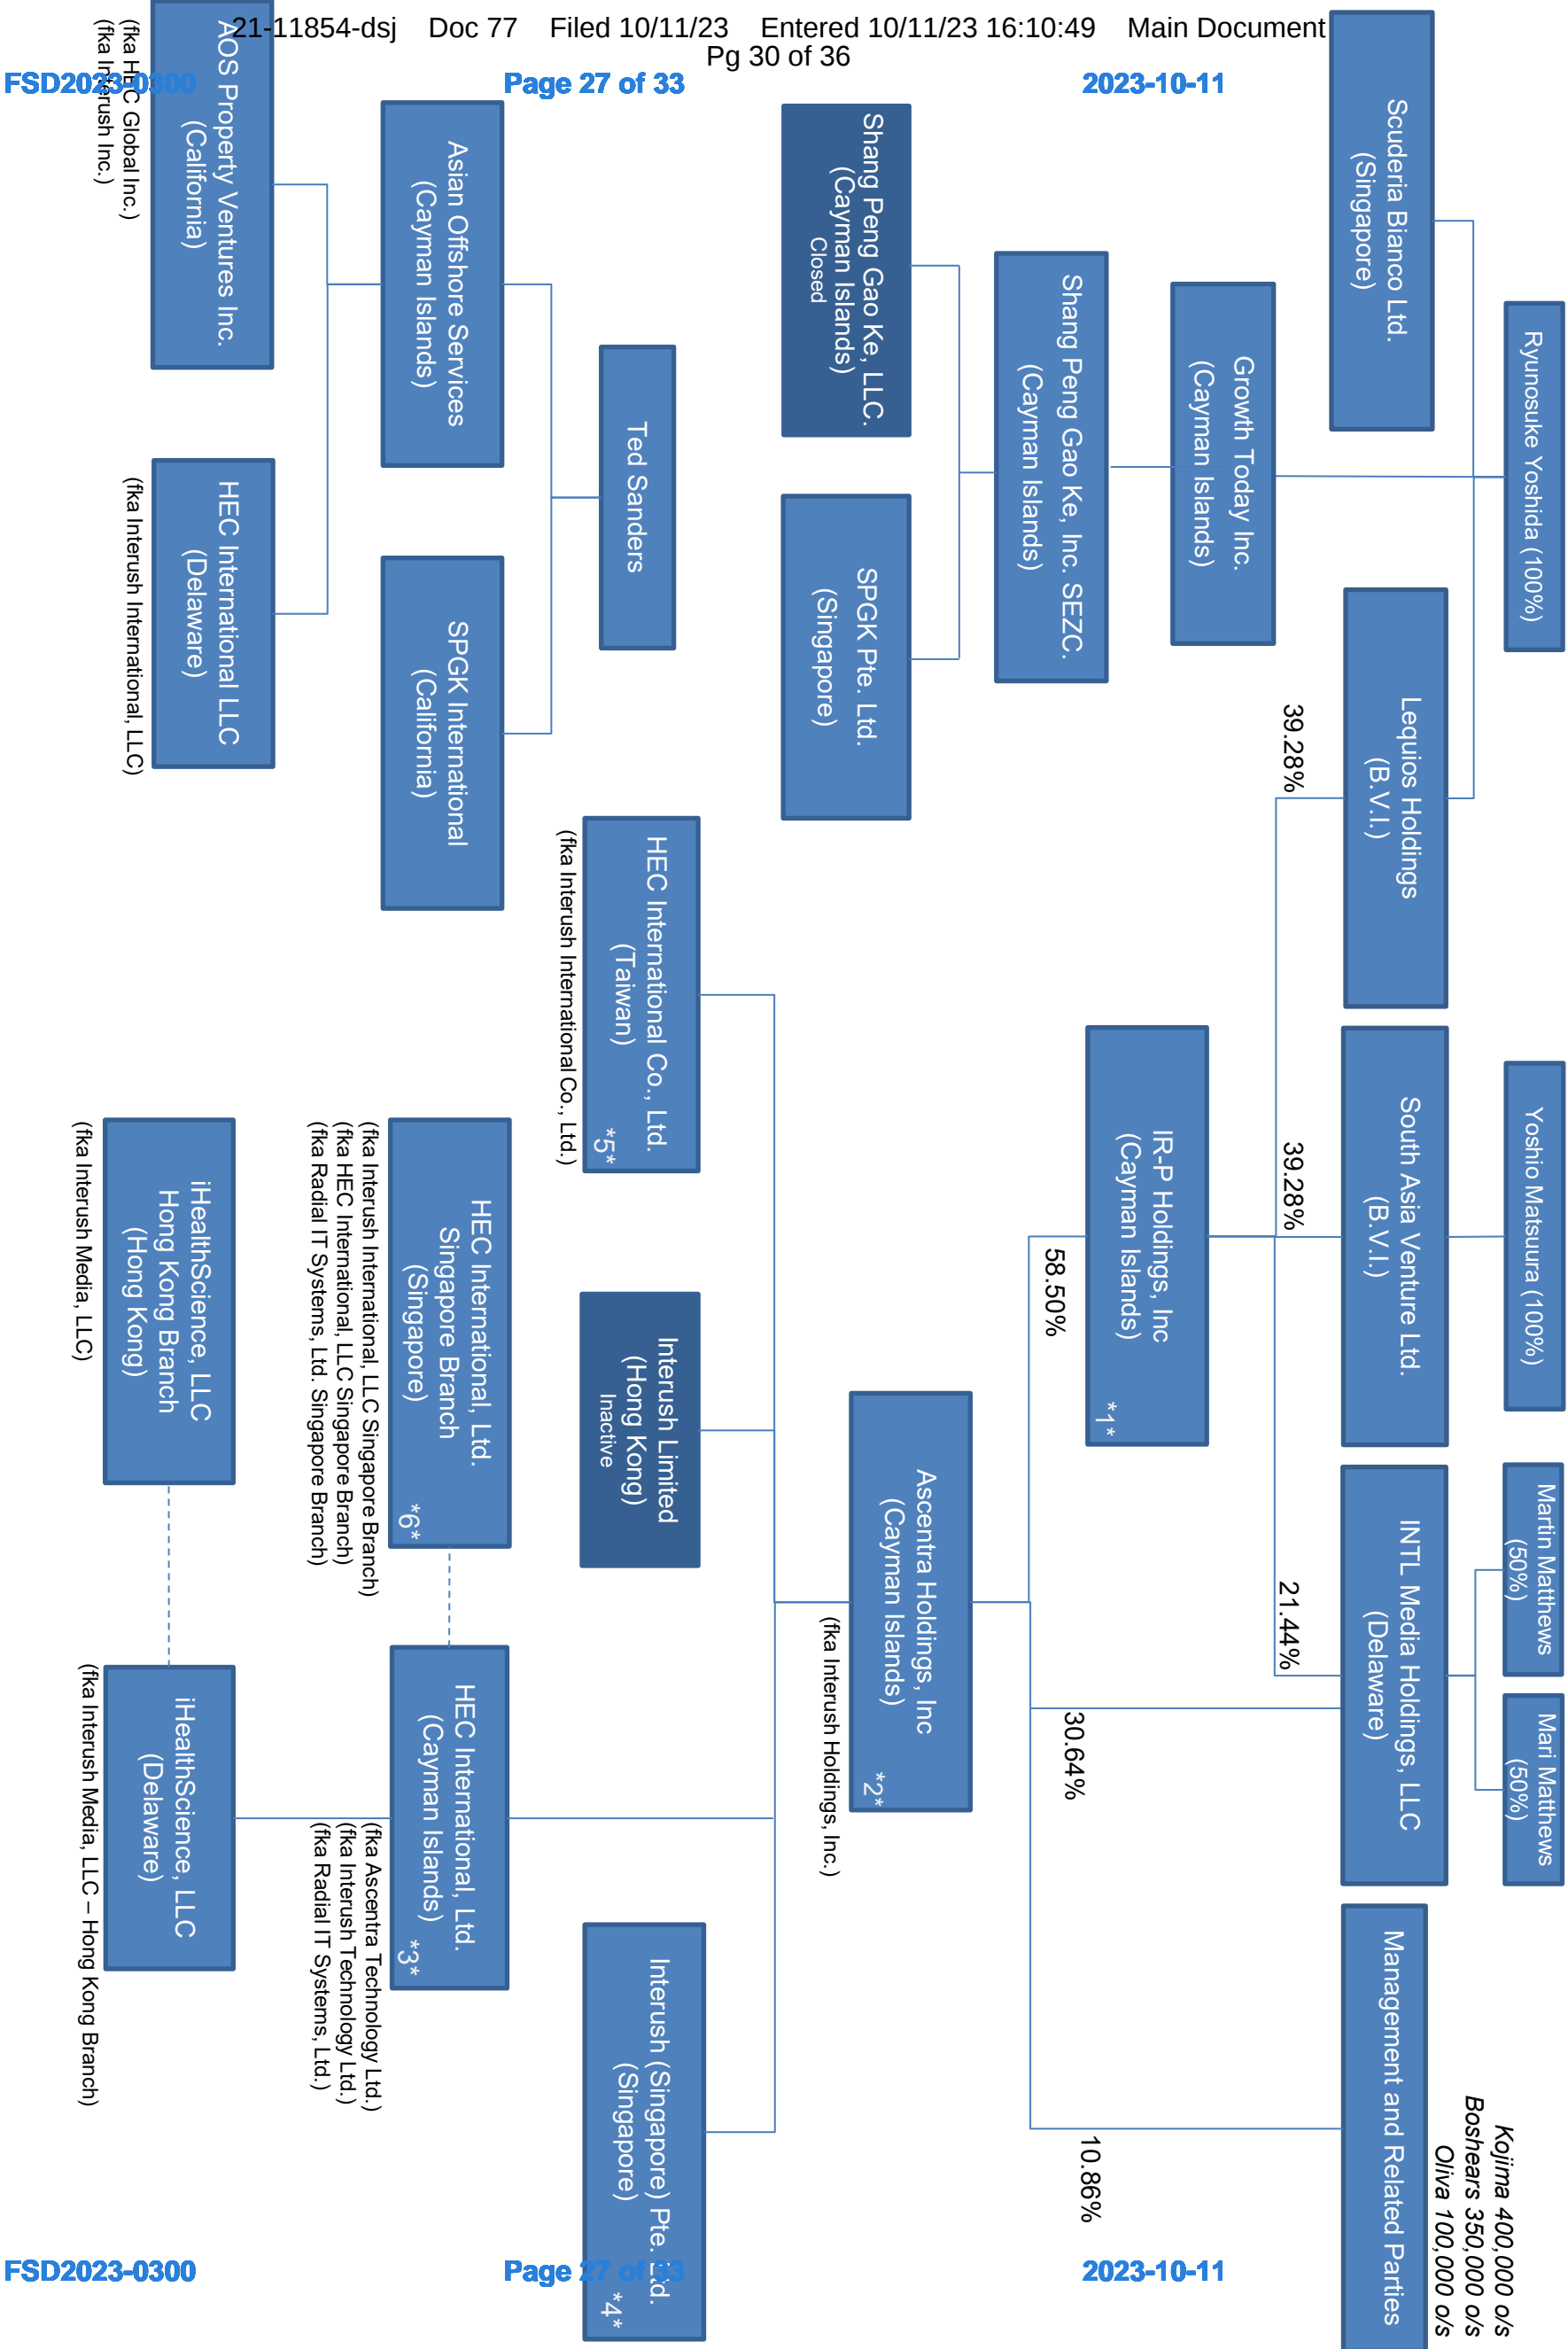 21-11854-dsj Doc 77 Filed 10/11/23 Entered 10/11/23 16:10:49 Main Document
Pg 30 of 36
FSD2023-0300 Page 27 of 33 2023-10-11
Ryunosuke Yoshida (100%)
Yoshio Matsuura (100%)
Martin Matthews
(50%)
Mari Matthews
(50%)
Kojima 400,000 o/s
Boshears 350,000 o/s
Oliva 100,000 o/s
Scuderia Bianco Ltd.
(Singapore)
Lequios Holdings
(B.V.I.)
South Asia Venture Ltd.
(B.V.I.)
INTL Media Holdings, LLC
(Delaware)
Management and Related Parties
39.28%
39.28%
21.44%
Growth Today Inc.
(Cayman Islands)
Shang Peng Gao Ke, Inc. SEZC.
(Cayman Islands)
IR-P Holdings, Inc
(Cayman Islands)
*1*
58.50%
30.64%
10.86%
Shang Peng Gao Ke, LLC.
(Cayman Islands)
Closed
SPGK Pte. Ltd.
(Singapore)
Ascentra Holdings, Inc
(Cayman Islands)
*2*
(fka Interush Holdings, Inc.)
Ted Sanders
HEC International Co., Ltd.
(Taiwan)
*5*
(fka Interush International Co., Ltd.)
Interush Limited
(Hong Kong)
Inactive
Interush (Singapore) Pte. Ltd.
(Singapore)
*4*
Asian Offshore Services
(Cayman Islands)
SPGK International
(California)
HEC International, Ltd.
Singapore Branch
(Singapore)
*6*
(fka Interush International, LLC Singapore Branch)
(fka HEC International, LLC Singapore Branch)
(fka Radial IT Systems, Ltd. Singapore Branch)
HEC International, Ltd.
(Cayman Islands)
*3*
(fka Ascentra Technology Ltd.)
(fka Interush Technology Ltd.)
(fka Radial IT Systems, Ltd.)
AOS Property Ventures Inc.
(California)
(fka HEC Global Inc.)
(fka Interush Inc.)
HEC International LLC
(Delaware)
(fka Interush International, LLC)
iHealthScience, LLC
Hong Kong Branch
(Hong Kong)
(fka Interush Media, LLC)
iHealthScience, LLC
(Delaware)
(fka Interush Media, LLC – Hong Kong Branch)
FSD2023-0300 Page 27 of 33 2023-10-11